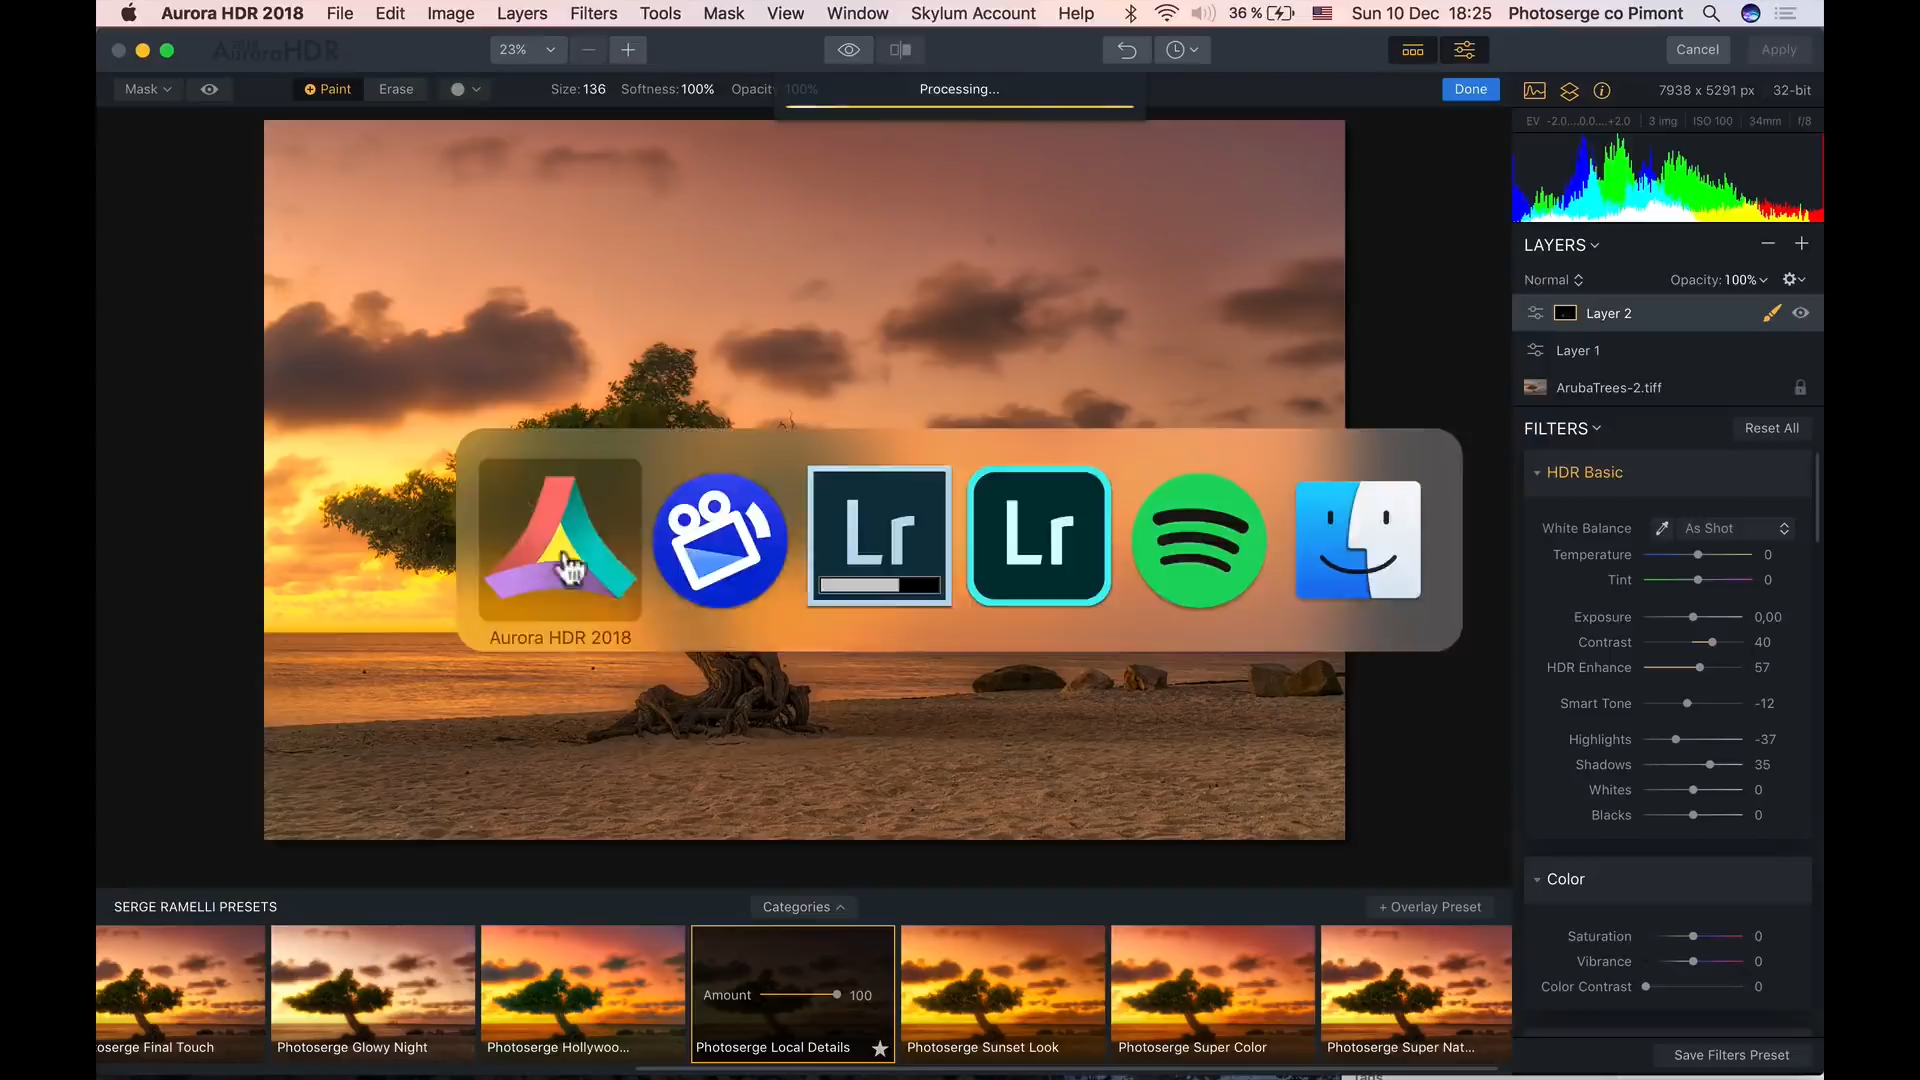 Aurora HDR 2018 File Edit Image Layers Filters Tools Mask View Window Skylum Account Help 36 % Sun 10 Dec 18:25 Photoserge co Pimont
2018 AuroraHDR 23% Cancel Apply
Mask Paint Erase Size: 136 Softness: 100% Opacity: 100% Processing... Done 7938 x 5291 px 32-bit
EV -2.0....0.0....+2.0 3 img ISO 100 34mm f/8
LAYERS
Normal Opacity: 100%
Layer 2
Layer 1
ArubaTrees-2.tiff
FILTERS Reset All
HDR Basic
White Balance As Shot
Temperature 0
Tint 0
Exposure 0,00
Contrast 40
HDR Enhance 57
Smart Tone -12
Highlights -37
Shadows 35
Whites 0
Blacks 0
Color
Saturation 0
Vibrance 0
Color Contrast 0
Save Filters Preset
Lr
Lr
Aurora HDR 2018
SERGE RAMELLI PRESETS Categories + Overlay Preset
Amount 100
oserge Final Touch Photoserge Glowy Night Photoserge Hollywoo... Photoserge Local Details Photoserge Sunset Look Photoserge Super Color Photoserge Super Nat...